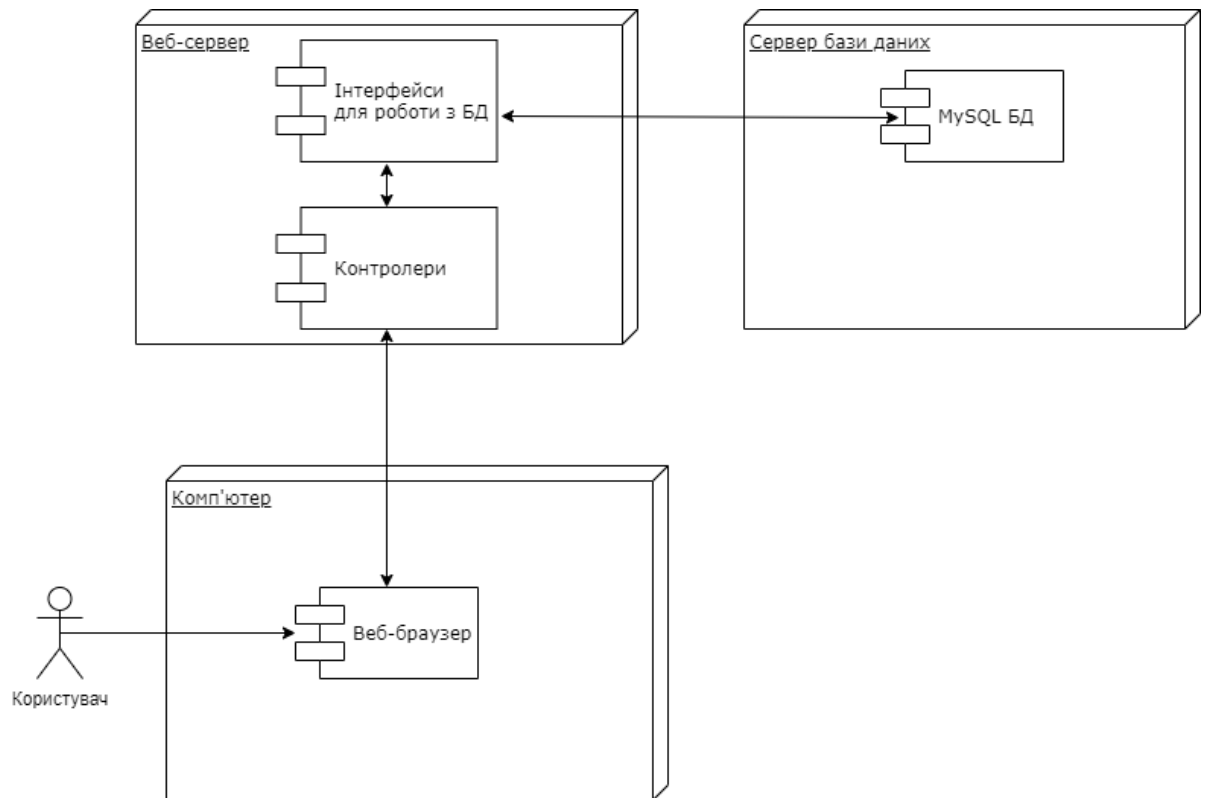 Веб-сервер
Інтерфейси
для роботи з БД
Контролери
Сервер бази даних
MySQL БД
Комп'ютер
Веб-браузер
Користувач